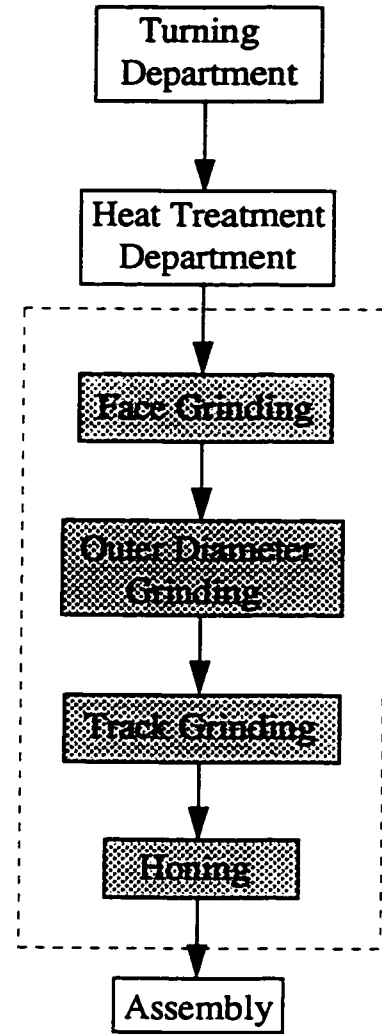 Turning
Department
Heat Treatment
Department
Face Grinding
Outer Diameter
Grinding
Track Grinding
Honing
Assembly